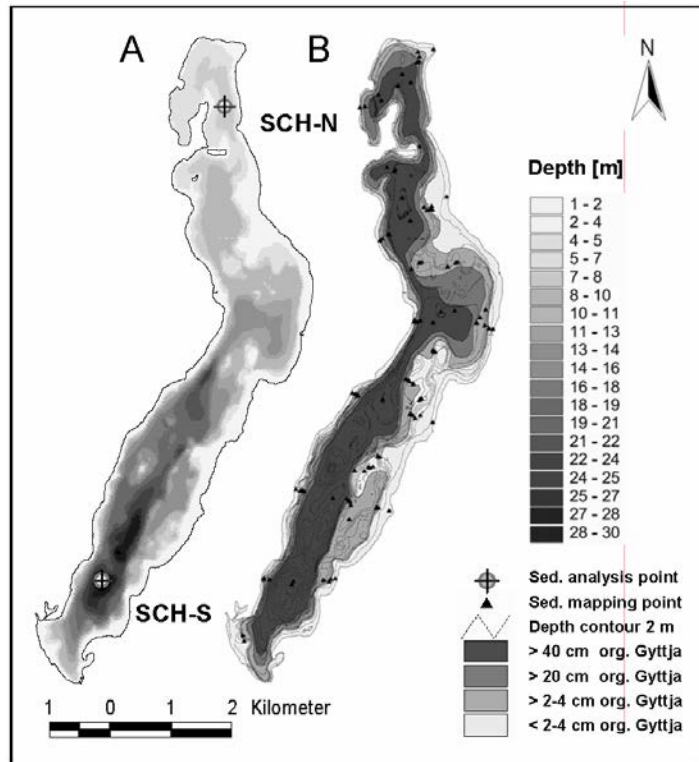 A
B
N
SCH-N
Depth [m]
1 - 2
2 - 4
4 - 5
5 - 7
7 - 8
8 - 10
10 - 11
11 - 13
13 - 14
14 - 16
16 - 18
18 - 19
19 - 21
21 - 22
22 - 24
24 - 25
25 - 27
27 - 28
28 - 30
SCH-S
Sed. analysis point
Sed. mapping point
Depth contour 2 m
> 40 cm org. Gyttja
> 20 cm org. Gyttja
> 2-4 cm org. Gyttja
< 2-4 cm org. Gyttja
1 0 1 2 Kilometer